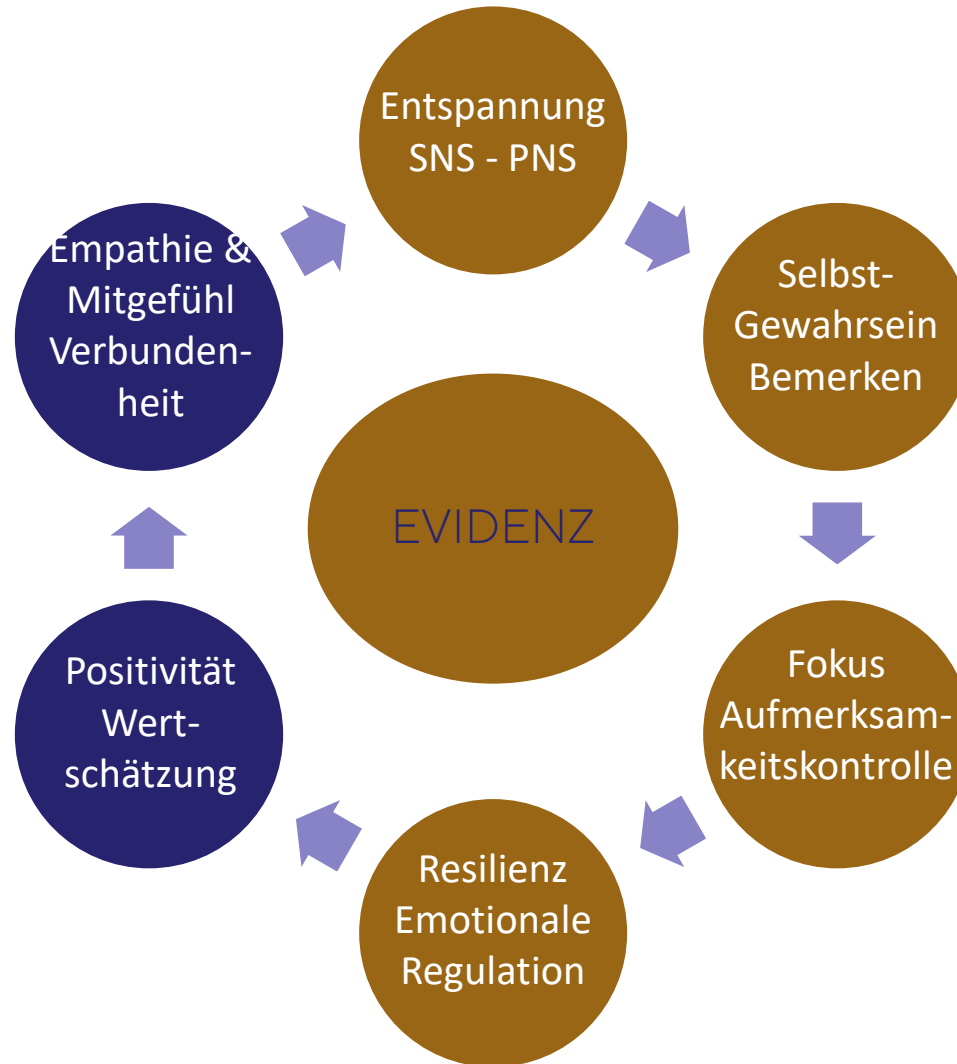 Entspannung
SNS - PNS
Selbst-
Gewahrsein
Bemerken
Fokus
Aufmerksam-
keitskontrolle
Resilienz
Emotionale
Regulation
Positivität
Wert-
schätzung
Empathie &
Mitgefühl
Verbunden-
heit
EVIDENZ